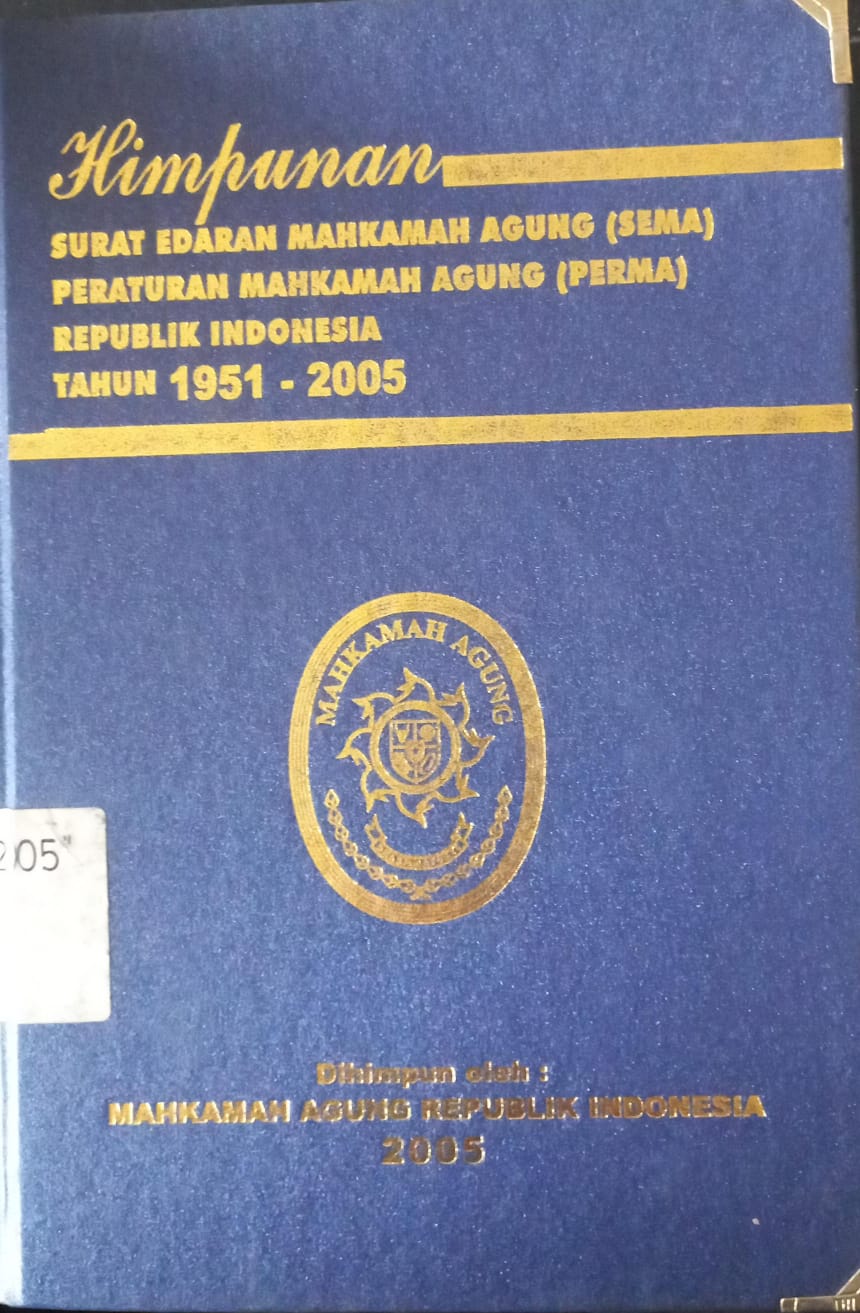 Himpunan
SURAT EDARAN MAHKAMAH AGUNG (SEMA)
PERATURAN MAHKAMAH AGUNG (PERMA)
REPUBLIK INDONESIA
TAHUN 1951 - 2005
MAHKAMAH AGUNG
2005"
Dihimpun oleh :
MAHKAMAH AGUNG REPUBLIK INDONESIA
2005